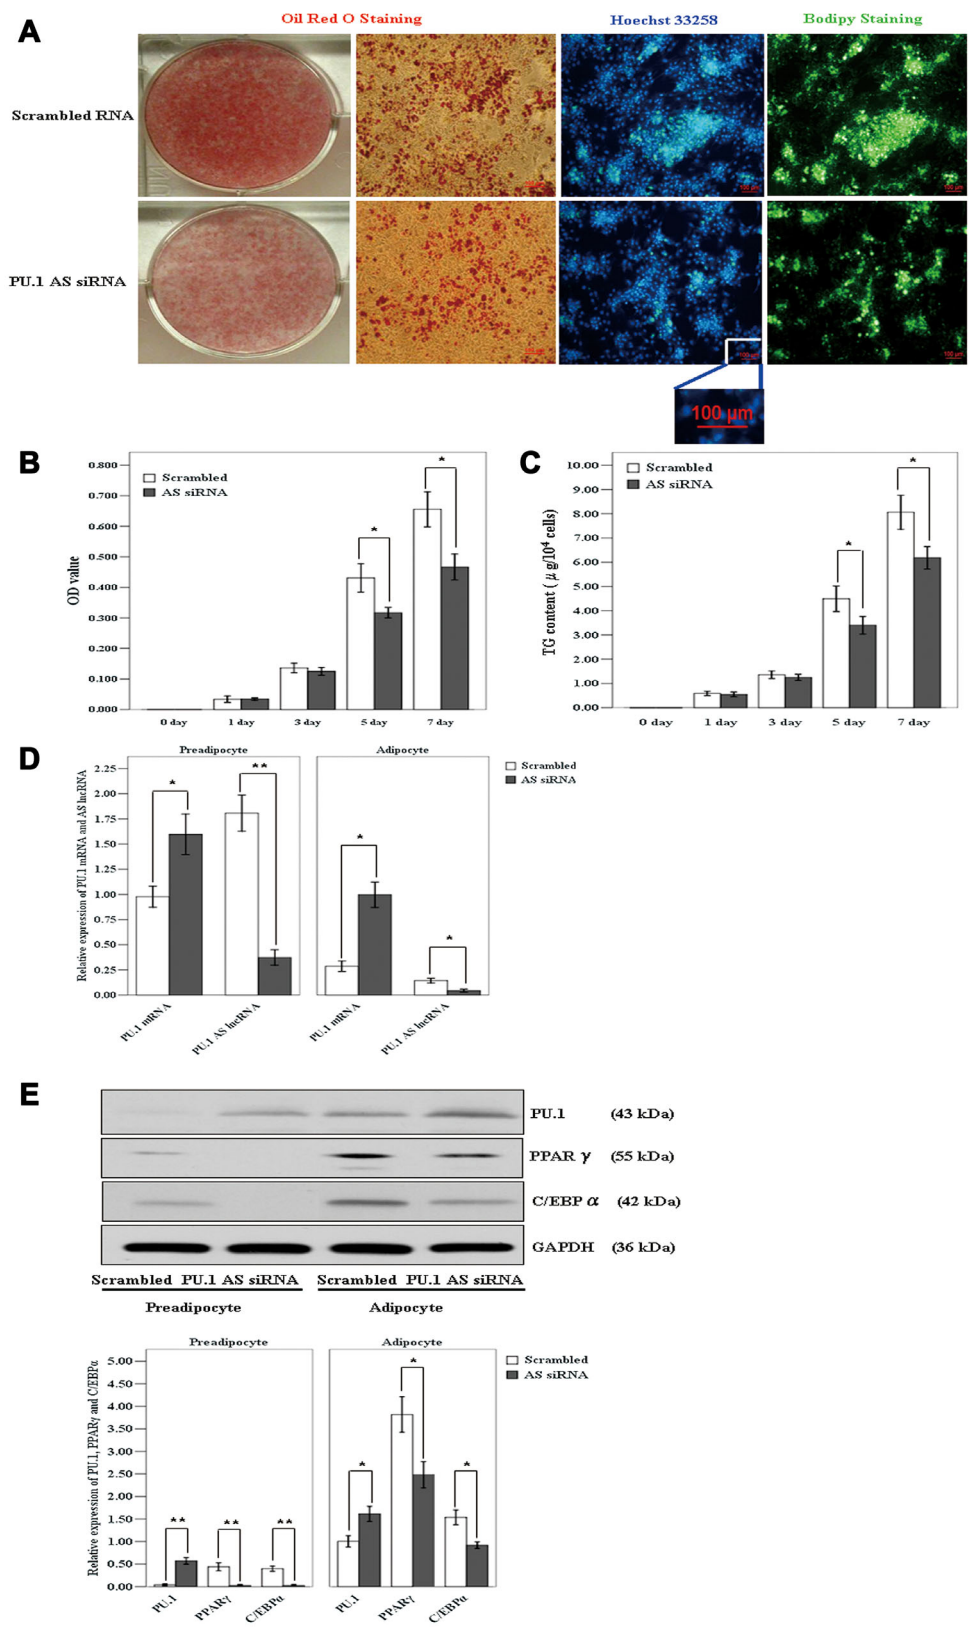 A
Oil Red O Staining
Hoechst 33258
Bodipy Staining
Scrambled RNA
PU.1 AS siRNA
100 μm
100 μm
100 μm
100 μm
100 μm
B
OD value
0.800
0.700
0.600
0.500
0.400
0.300
0.200
0.100
0.000
Scrambled
AS siRNA
*
*
0 day
1 day
3 day
5 day
7 day
C
TG content ( μ g/10⁴ cells)
10.00
9.00
8.00
7.00
6.00
5.00
4.00
3.00
2.00
1.00
0.00
Scrambled
AS siRNA
*
*
0 day
1 day
3 day
5 day
7 day
D
Relative expression of PU.1 mRNA and AS lncRNA
Preadipocyte
Adipocyte
2.25
2.00
1.75
1.50
1.25
1.00
0.75
0.50
0.25
0.00
*
**
*
*
Scrambled
AS siRNA
PU.1 mRNA
PU.1 AS lncRNA
PU.1 mRNA
PU.1 AS lncRNA
E
PU.1 (43 kDa)
PPAR γ (55 kDa)
C/EBP α (42 kDa)
GAPDH (36 kDa)
Scrambled PU.1 AS siRNA Scrambled PU.1 AS siRNA
Preadipocyte Adipocyte
Relative expression of PU.1, PPARγ and C/EBPα
Preadipocyte
Adipocyte
5.00
4.50
4.00
3.50
3.00
2.50
2.00
1.50
1.00
0.50
0.00
**
**
**
*
*
*
Scrambled
AS siRNA
PU.1
PPARγ
C/EBPα
PU.1
PPARγ
C/EBPα